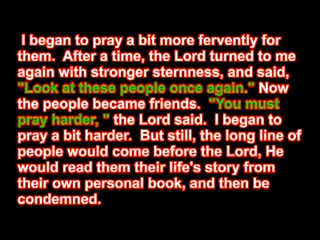 I began to pray a bit more fervently for
them.  After a time, the Lord turned to me
again with stronger sternness, and said,
"Look at these people once again." Now
the people became friends.  "You must
pray harder, " the Lord said.  I began to
pray a bit harder.  But still, the long line of
people would come before the Lord, He
would read them their life's story from
their own personal book, and then be
condemned.